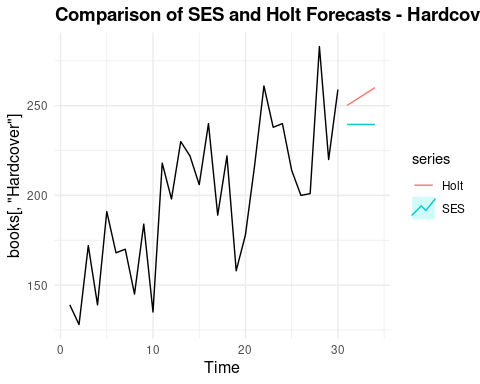 Comparison of SES and Holt Forecasts - Hardcov
250
200
150
books[, "Hardcover"]
0 10 20 30
Time
series
Holt
SES